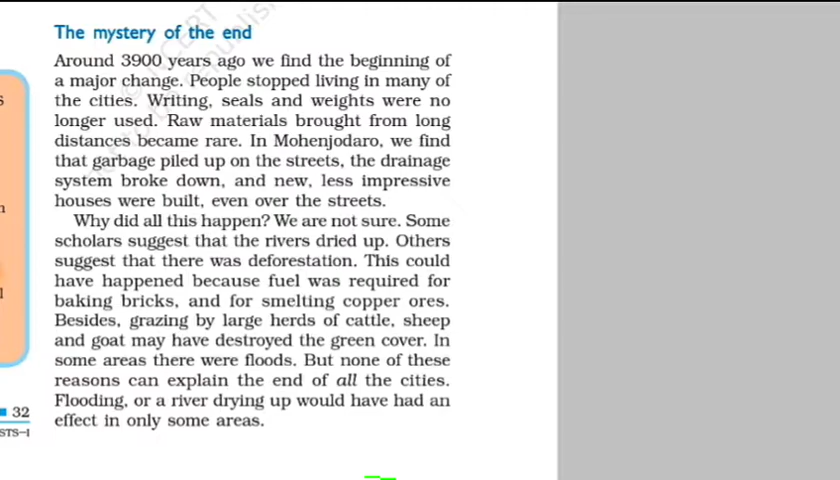 The mystery of the end
Around 3900 years ago we find the beginning of
a major change. People stopped living in many of
the cities. Writing, seals and weights were no
longer used. Raw materials brought from long
distances became rare. In Mohenjodaro, we find
that garbage piled up on the streets, the drainage
system broke down, and new, less impressive
houses were built, even over the streets.
Why did all this happen? We are not sure. Some
scholars suggest that the rivers dried up. Others
suggest that there was deforestation. This could
have happened because fuel was required for
baking bricks, and for smelting copper ores.
Besides, grazing by large herds of cattle, sheep
and goat may have destroyed the green cover. In
some areas there were floods. But none of these
reasons can explain the end of all the cities.
Flooding, or a river drying up would have had an
effect in only some areas.
32
STS–I